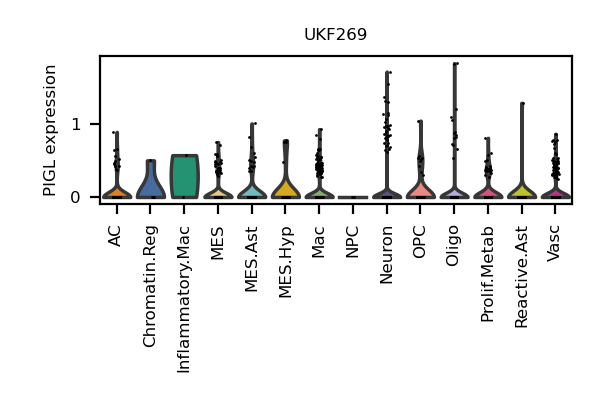 UKF269
PIGL expression
1
0
AC
Chromatin.Reg
Inflammatory.Mac
MES
MES.Ast
MES.Hyp
Mac
NPC
Neuron
OPC
Oligo
Prolif.Metab
Reactive.Ast
Vasc